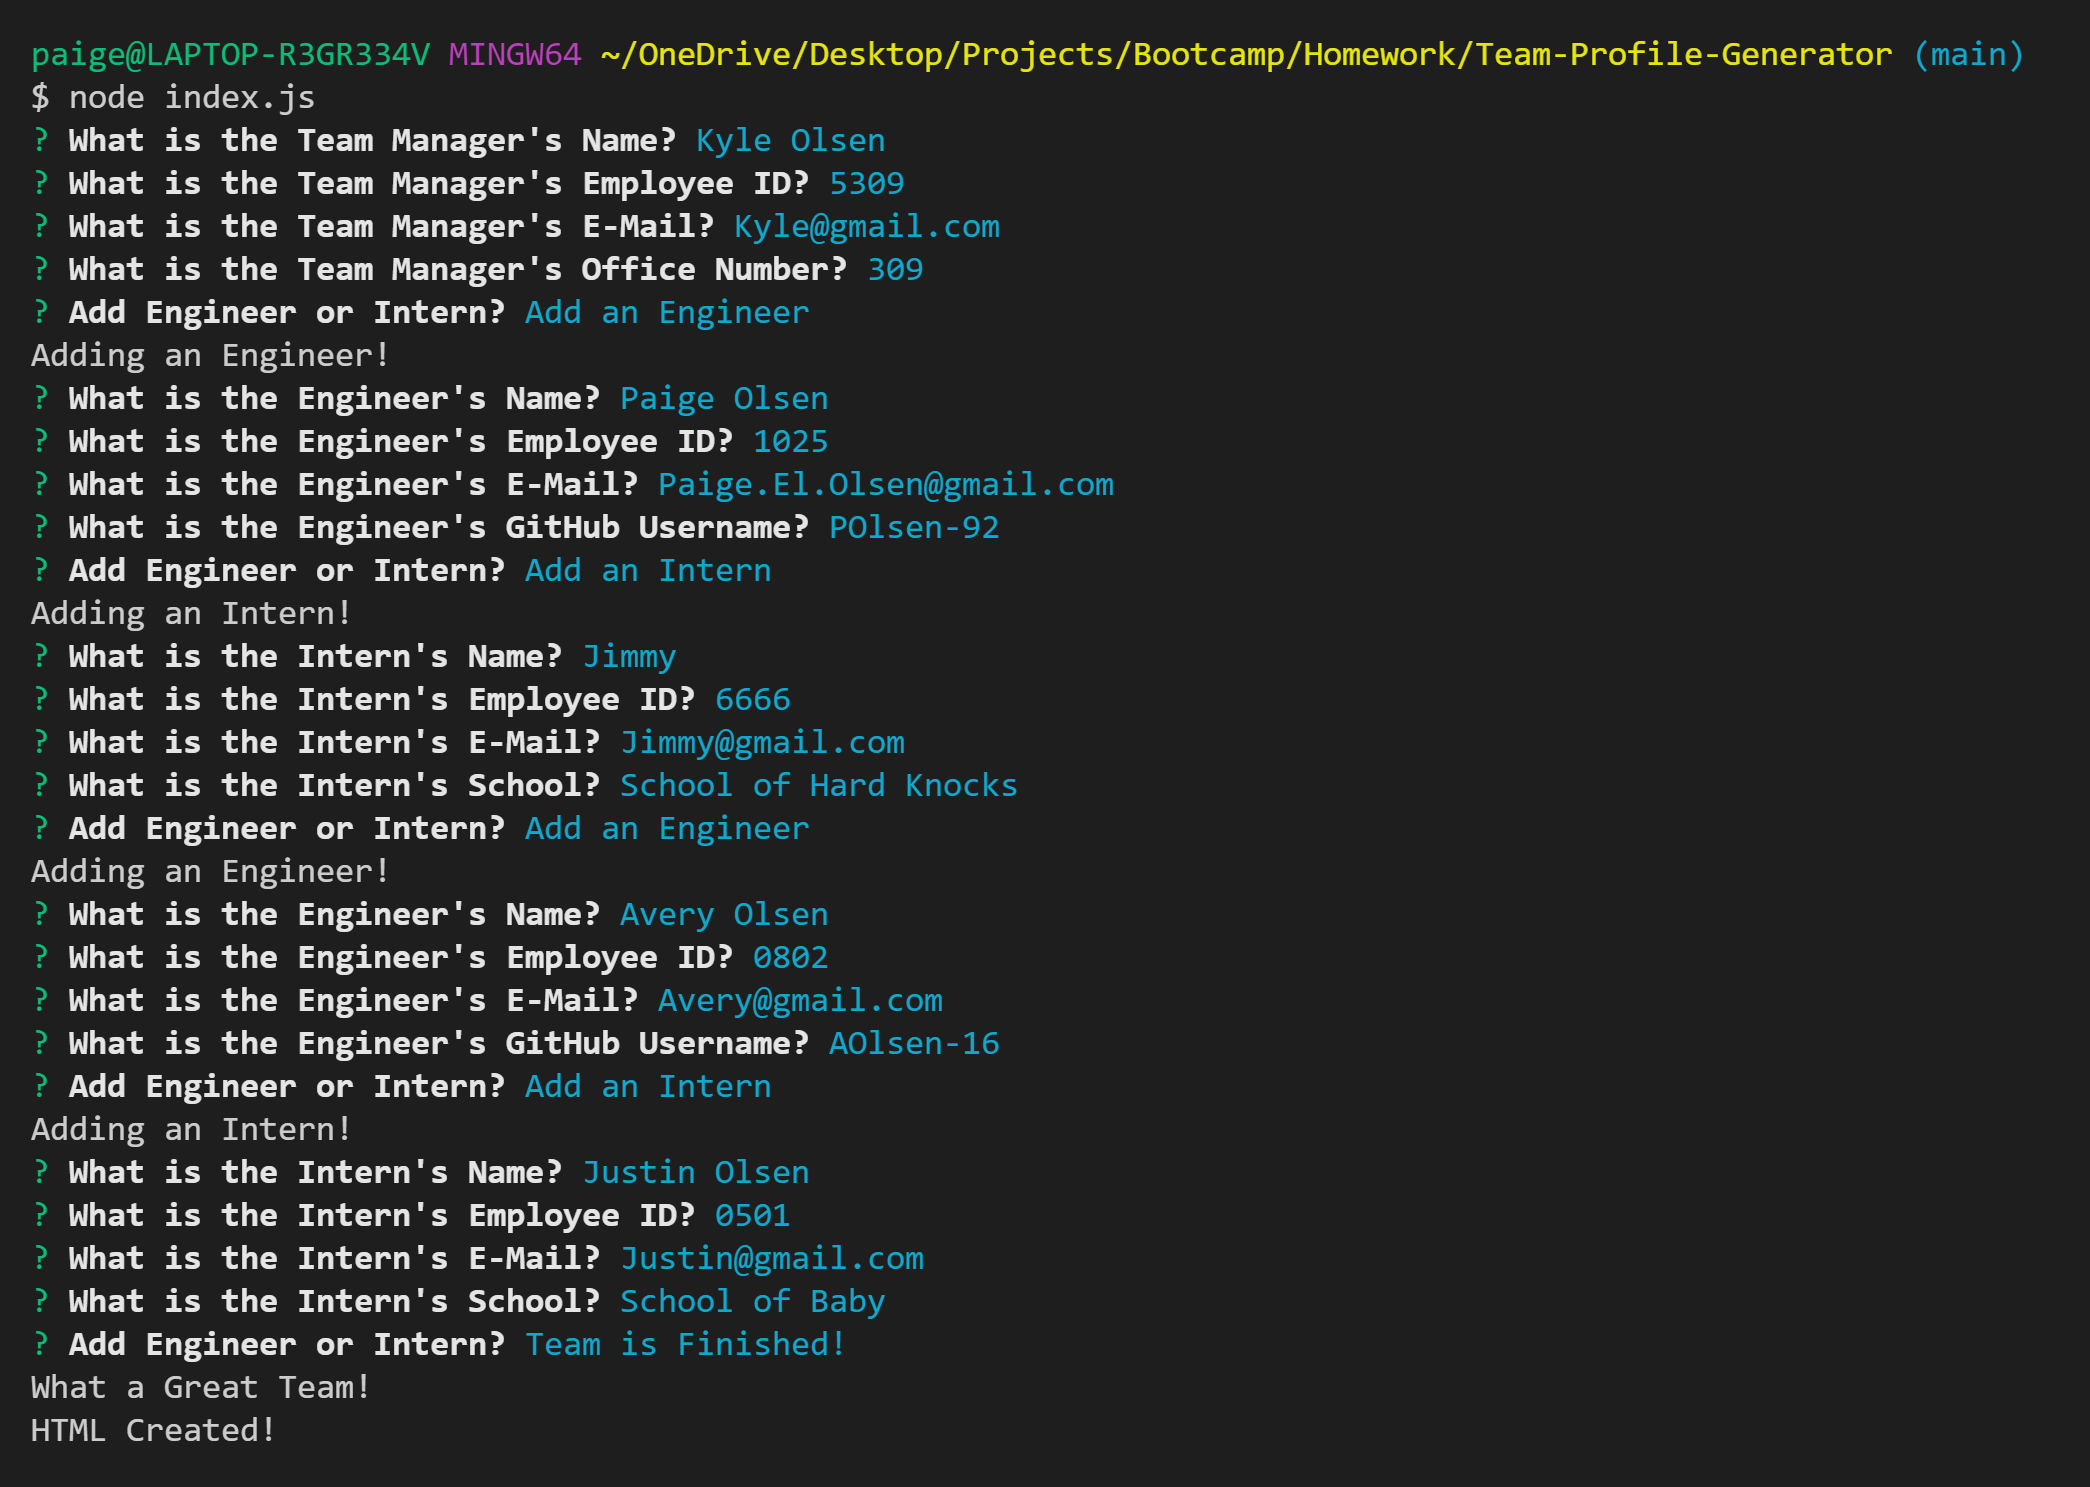 paige@LAPTOP-R3GR334V MINGW64 ~/OneDrive/Desktop/Projects/Bootcamp/Homework/Team-Profile-Generator (main)
$ node index.js
? What is the Team Manager's Name? Kyle Olsen
? What is the Team Manager's Employee ID? 5309
? What is the Team Manager's E-Mail? Kyle@gmail.com
? What is the Team Manager's Office Number? 309
? Add Engineer or Intern? Add an Engineer
Adding an Engineer!
? What is the Engineer's Name? Paige Olsen
? What is the Engineer's Employee ID? 1025
? What is the Engineer's E-Mail? Paige.El.Olsen@gmail.com
? What is the Engineer's GitHub Username? POlsen-92
? Add Engineer or Intern? Add an Intern
Adding an Intern!
? What is the Intern's Name? Jimmy
? What is the Intern's Employee ID? 6666
? What is the Intern's E-Mail? Jimmy@gmail.com
? What is the Intern's School? School of Hard Knocks
? Add Engineer or Intern? Add an Engineer
Adding an Engineer!
? What is the Engineer's Name? Avery Olsen
? What is the Engineer's Employee ID? 0802
? What is the Engineer's E-Mail? Avery@gmail.com
? What is the Engineer's GitHub Username? AOlsen-16
? Add Engineer or Intern? Add an Intern
Adding an Intern!
? What is the Intern's Name? Justin Olsen
? What is the Intern's Employee ID? 0501
? What is the Intern's E-Mail? Justin@gmail.com
? What is the Intern's School? School of Baby
? Add Engineer or Intern? Team is Finished!
What a Great Team!
HTML Created!